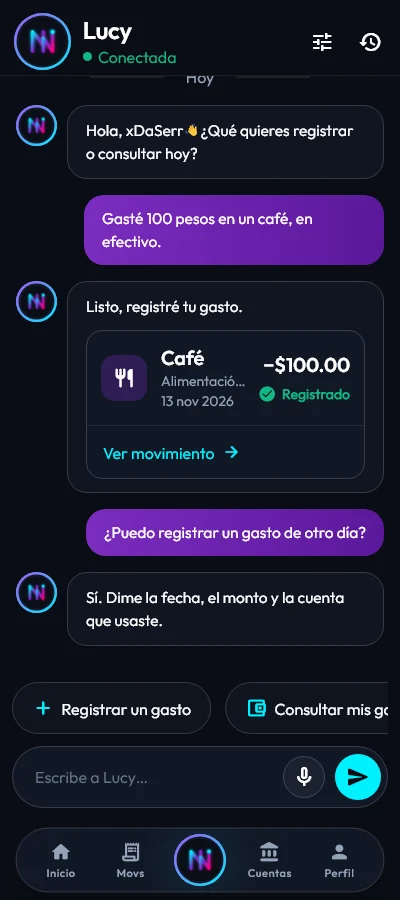 Lucy
Conectada
Hoy
Hola, xDaSerr👋¿Qué quieres registrar
o consultar hoy?
Gasté 100 pesos en un café, en
efectivo.
Listo, registré tu gasto.
Café
−$100.00
Alimentació...
Registrado
13 nov 2026
Ver movimiento →
¿Puedo registrar un gasto de otro día?
Sí. Dime la fecha, el monto y la cuenta
que usaste.
+ Registrar un gasto
Consultar mis ga
Escribe a Lucy...
Inicio
Movs
Cuentas
Perfil